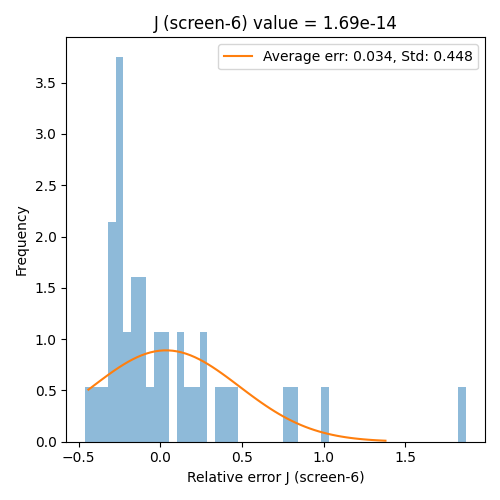 J (screen-6) value = 1.69e-14
Average err: 0.034, Std: 0.448
Frequency
3.5
3.0
2.5
2.0
1.5
1.0
0.5
0.0
−0.5 0.0 0.5 1.0 1.5
Relative error J (screen-6)